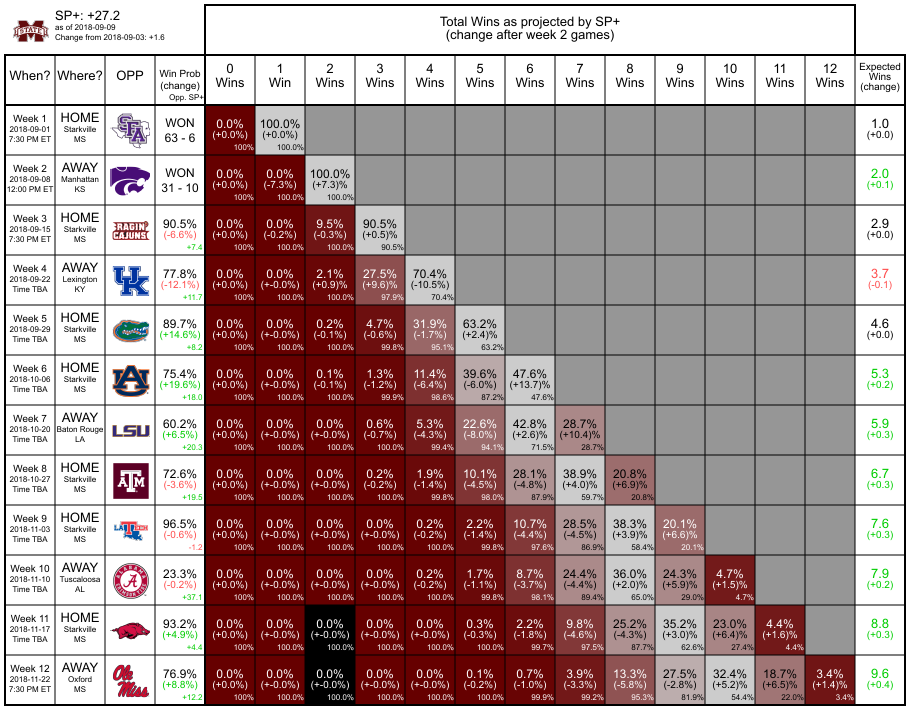 STATE
SP+: +27.2
as of 2018-09-09
Change from 2018-09-03: +1.6
Total Wins as projected by SP+
(change after week 2 games)
When? Where? OPP Win Prob (change) Opp. SP+ 0 Wins 1 Win 2 Wins 3 Wins 4 Wins 5 Wins 6 Wins 7 Wins 8 Wins 9 Wins 10 Wins 11 Wins 12 Wins Expected Wins (change)
Week 1 HOME SFA WON 0.0% 100.0% 1.0
2018-09-01 Starkville 63 - 6 (+0.0%) (+0.0%) (+0.0)
7:30 PM ET MS 100% 100.0%
Week 2 AWAY WON 0.0% 0.0% 100.0% 2.0
2018-09-08 Manhattan 31 - 10 (+0.0%) (-7.3%) (+7.3)% (+0.1)
12:00 PM ET KS 100% 100.0% 100.0%
Week 3 HOME RAGIN' CAJUNS 90.5% 0.0% 0.0% 9.5% 90.5% 2.9
2018-09-15 Starkville (-6.6%) (+0.0%) (-0.2%) (-0.3%) (+0.5)% (+0.0)
7:30 PM ET MS +7.4 100% 100.0% 100.0% 90.5%
Week 4 AWAY UK 77.8% 0.0% 0.0% 2.1% 27.5% 70.4% 3.7
2018-09-22 Lexington (-12.1%) (+0.0%) (+-0.0%) (+0.9)% (+9.6)% (-10.5%) (-0.1)
Time TBA KY +11.7 100% 100.0% 100.0% 97.9% 70.4%
Week 5 HOME 89.7% 0.0% 0.0% 0.2% 4.7% 31.9% 63.2% 4.6
2018-09-29 Starkville (+14.6%) (+0.0%) (+-0.0%) (-0.1%) (-0.6%) (-1.7%) (+2.4)% (+0.0)
Time TBA MS +8.2 100% 100.0% 100.0% 99.8% 95.1% 63.2%
Week 6 HOME AU 75.4% 0.0% 0.0% 0.1% 1.3% 11.4% 39.6% 47.6% 5.3
2018-10-06 Starkville (+19.6%) (+0.0%) (+-0.0%) (-0.1%) (-1.2%) (-6.4%) (-6.0%) (+13.7)% (+0.2)
Time TBA MS +18.0 100% 100.0% 100.0% 99.9% 98.6% 87.2% 47.6%
Week 7 AWAY LSU 60.2% 0.0% 0.0% 0.0% 0.6% 5.3% 22.6% 42.8% 28.7% 5.9
2018-10-20 Baton Rouge (+6.5%) (+0.0%) (+-0.0%) (+-0.0%) (-0.7%) (-4.3%) (-8.0%) (+2.6)% (+10.4)% (+0.3)
Time TBA LA +20.3 100% 100.0% 100.0% 100.0% 99.4% 94.1% 71.5% 28.7%
Week 8 HOME ATM 72.6% 0.0% 0.0% 0.0% 0.2% 1.9% 10.1% 28.1% 38.9% 20.8% 6.7
2018-10-27 Starkville (-3.6%) (+0.0%) (+-0.0%) (+-0.0%) (-0.2%) (-1.4%) (-4.5%) (-4.8%) (+4.0)% (+6.9)% (+0.3)
Time TBA MS +19.5 100% 100.0% 100.0% 100.0% 99.8% 98.0% 87.9% 59.7% 20.8%
Week 9 HOME LA TECH 96.5% 0.0% 0.0% 0.0% 0.0% 0.2% 2.2% 10.7% 28.5% 38.3% 20.1% 7.6
2018-11-03 Starkville (-0.6%) (+0.0%) (+-0.0%) (+-0.0%) (+-0.0%) (-0.2%) (-1.4%) (-4.4%) (-4.5%) (+3.9)% (+6.6)% (+0.3)
Time TBA MS -1.2 100% 100.0% 100.0% 100.0% 100.0% 99.8% 97.6% 86.9% 58.4% 20.1%
Week 10 AWAY A 23.3% 0.0% 0.0% 0.0% 0.0% 0.2% 1.7% 8.7% 24.4% 36.0% 24.3% 4.7% 7.9
2018-11-10 Tuscaloosa (-0.2%) (+0.0%) (+-0.0%) (+-0.0%) (+-0.0%) (-0.2%) (-1.1%) (-3.7%) (-4.4%) (+2.0)% (+5.9)% (+1.5)% (+0.2)
Time TBA AL +37.1 100% 100.0% 100.0% 100.0% 100.0% 99.8% 98.1% 89.4% 65.0% 29.0% 4.7%
Week 11 HOME 93.2% 0.0% 0.0% 0.0% 0.0% 0.0% 0.3% 2.2% 9.8% 25.2% 35.2% 23.0% 4.4% 8.8
2018-11-17 Starkville (+4.9%) (+0.0%) (+-0.0%) (+-0.0%) (+-0.0%) (+-0.0%) (-0.3%) (-1.8%) (-4.6%) (-4.3%) (+3.0)% (+6.4)% (+1.6)% (+0.3)
Time TBA MS +4.4 100% 100.0% 100.0% 100.0% 100.0% 100.0% 99.7% 97.5% 87.7% 62.6% 27.4% 4.4%
Week 12 AWAY Ole Miss 76.9% 0.0% 0.0% 0.0% 0.0% 0.0% 0.1% 0.7% 3.9% 13.3% 27.5% 32.4% 18.7% 3.4% 9.6
2018-11-22 Oxford (+8.8%) (+0.0%) (+-0.0%) (+-0.0%) (+-0.0%) (+-0.0%) (-0.2%) (-1.0%) (-3.3%) (-5.8%) (-2.8%) (+5.2)% (+6.5)% (+1.4)% (+0.4)
7:30 PM ET MS +12.2 100% 100.0% 100.0% 100.0% 100.0% 100.0% 99.9% 99.2% 95.3% 81.9% 54.4% 22.0% 3.4%